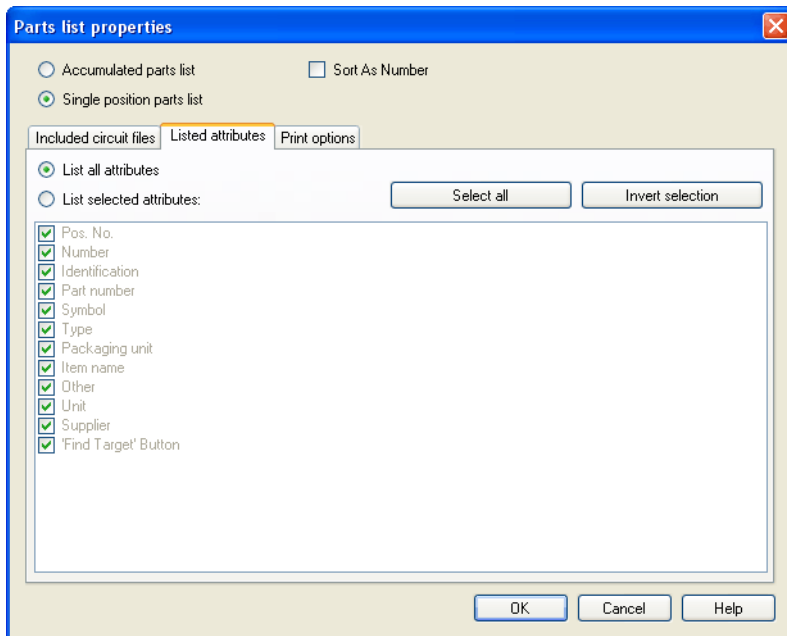 Parts list properties
Accumulated parts list Sort As Number
Single position parts list
Included circuit files Listed attributes Print options
List all attributes
List selected attributes: Select all Invert selection
Pos. No.
Number
Identification
Part number
Symbol
Type
Packaging unit
Item name
Other
Unit
Supplier
'Find Target' Button
OK Cancel Help